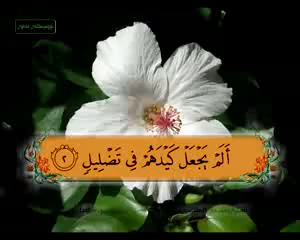 أَلَمْ يَجْعَلْ كَيْدَهُمْ فِي تَضْلِيلٍ ٢